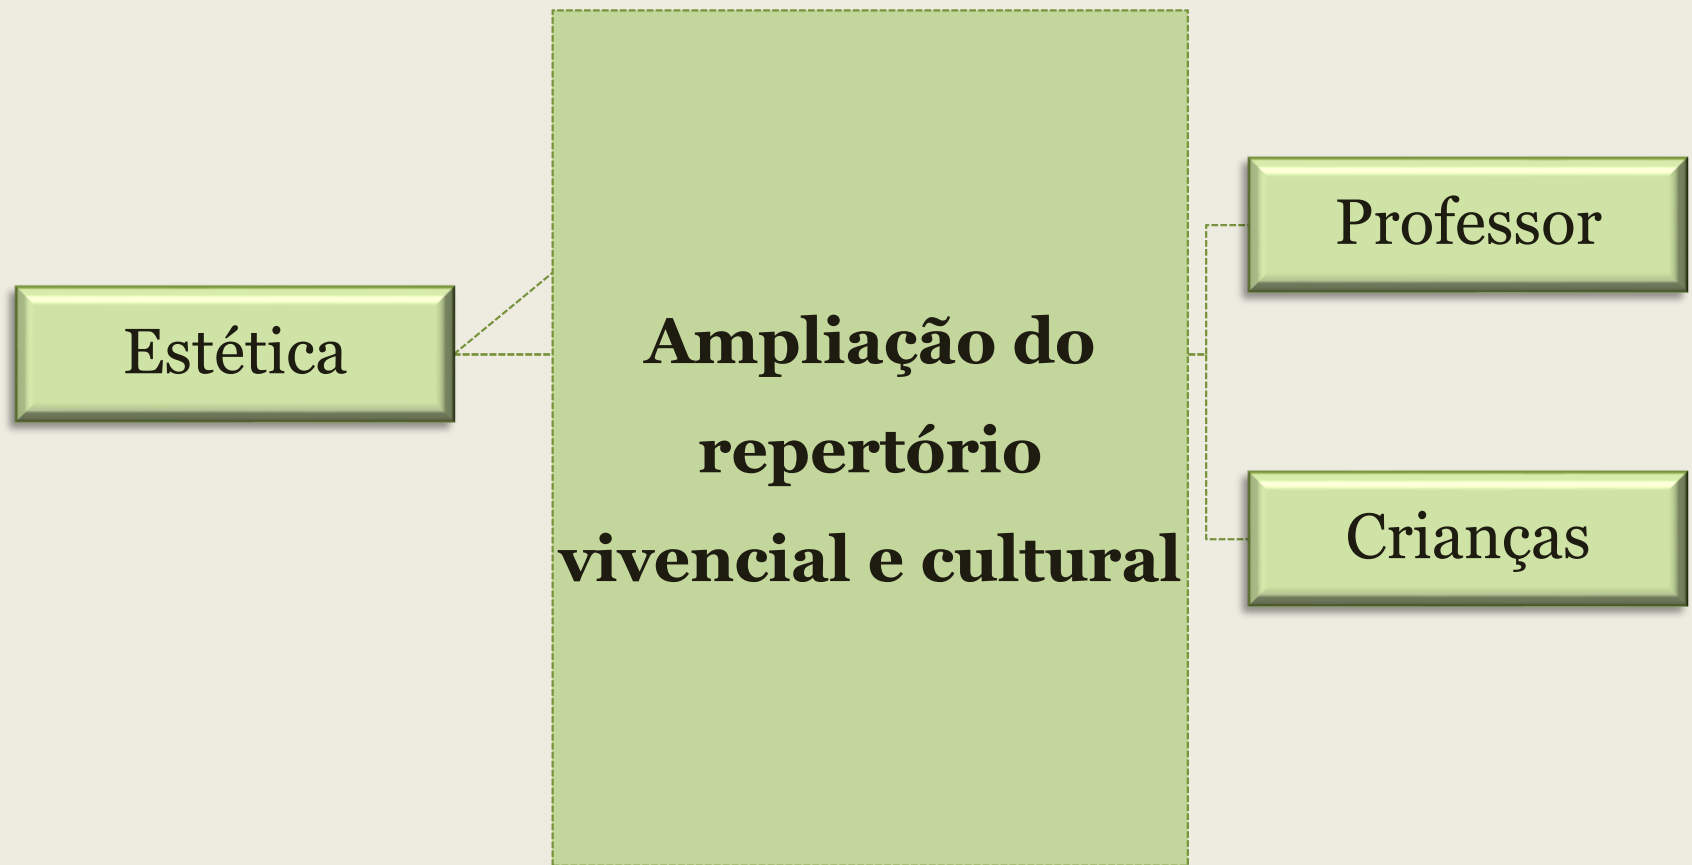 Estética
Ampliação do
repertório
vivencial e cultural
Professor
Crianças